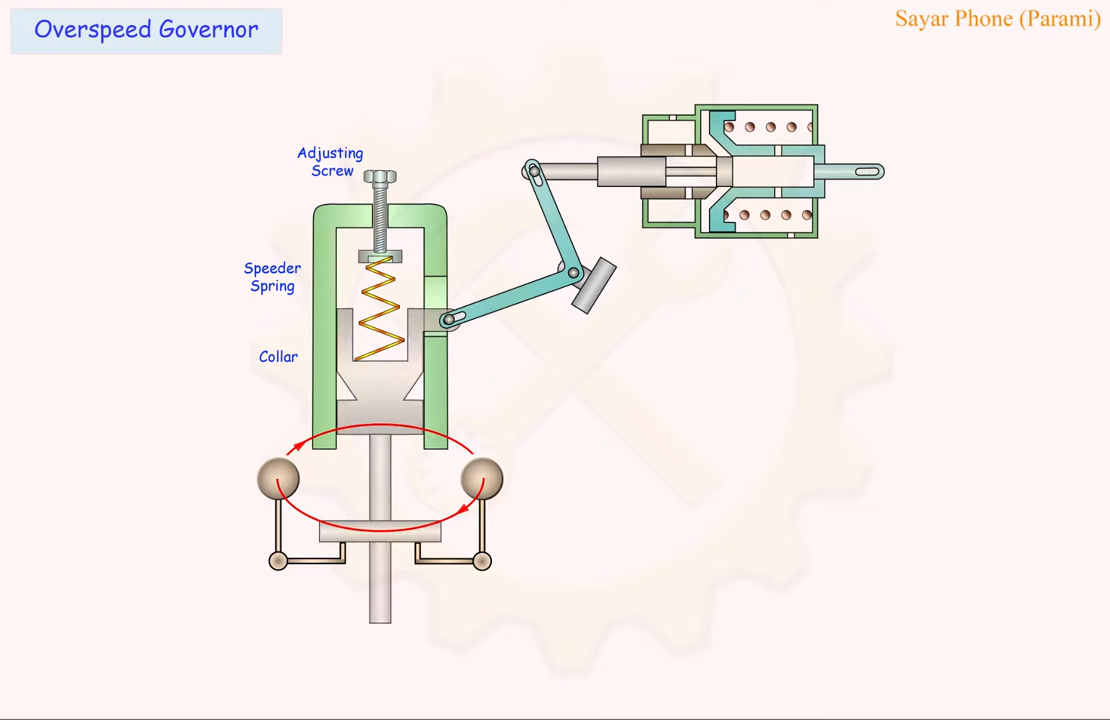 Overspeed Governor
Sayar Phone (Parami)
Adjusting
Screw
Speeder
Spring
Collar